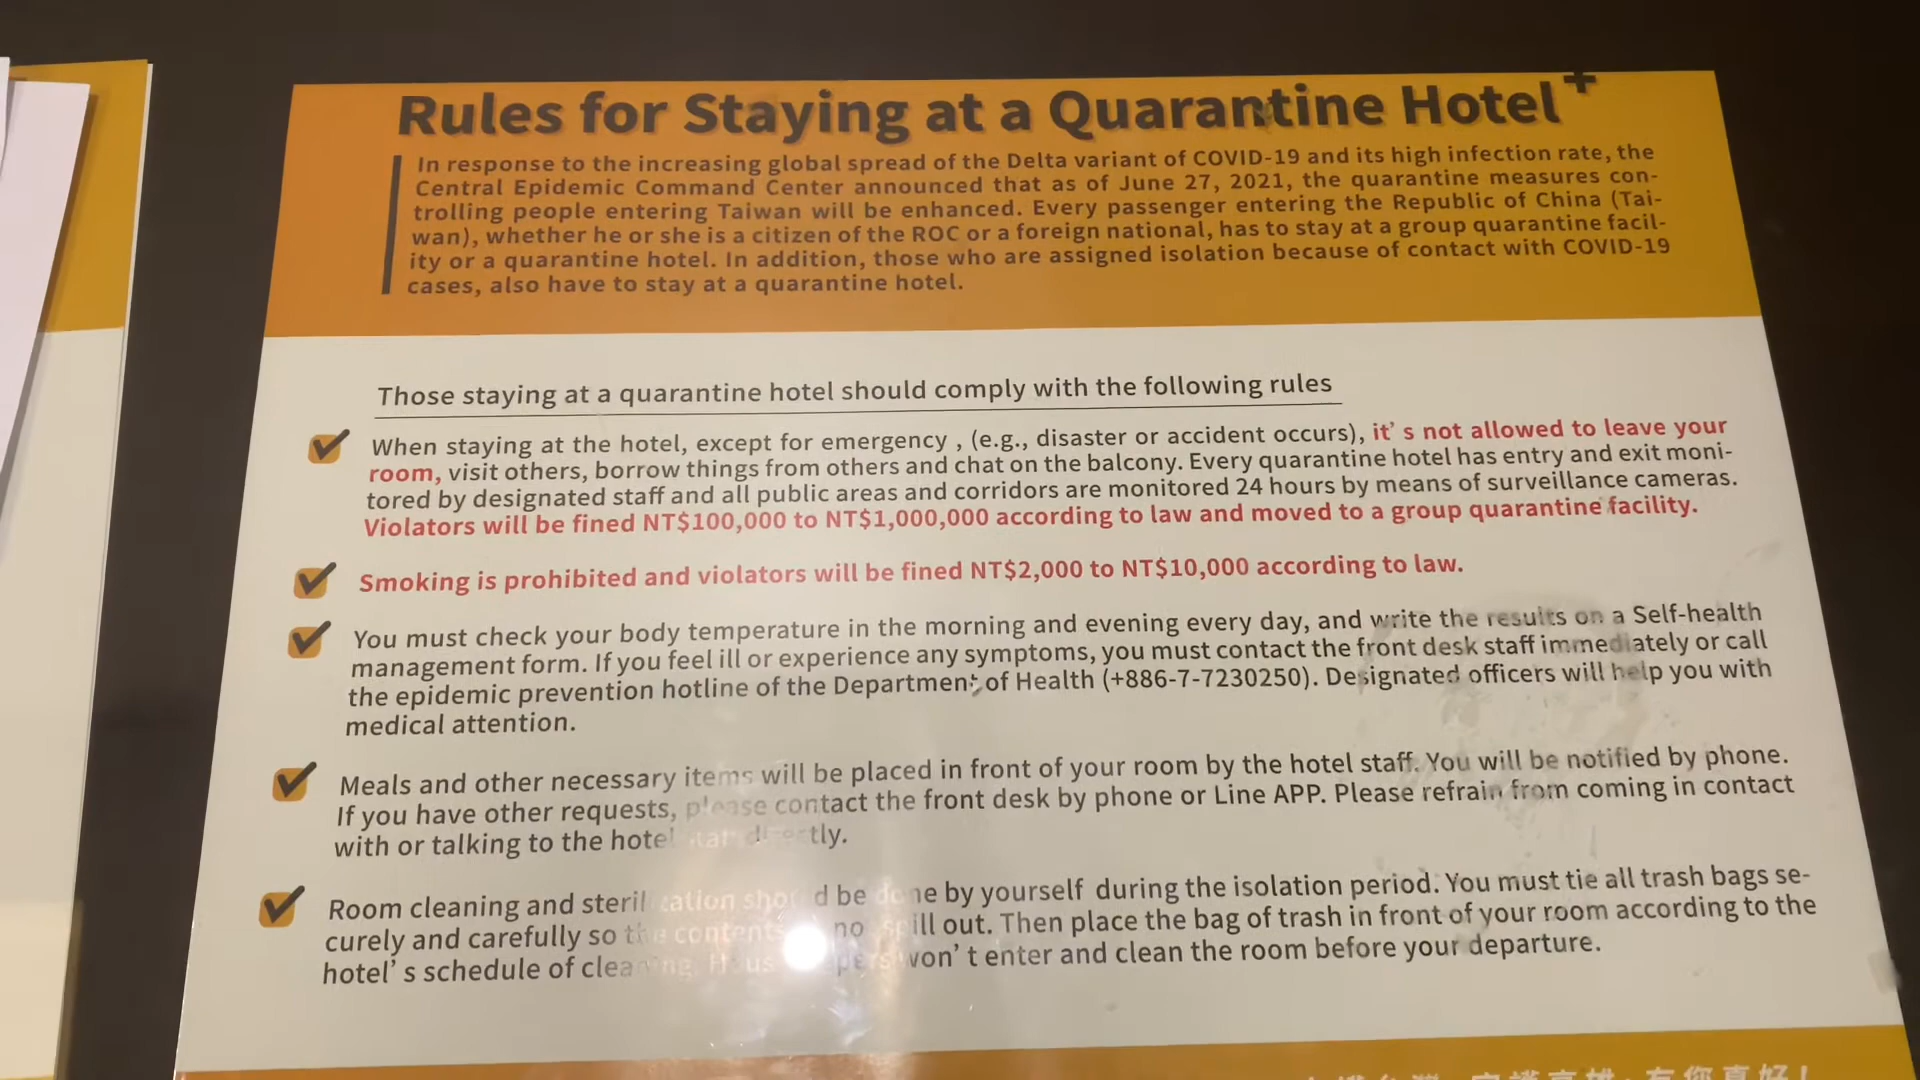 Rules for Staying at a Quarantine Hotel+
In response to the increasing global spread of the Delta variant of COVID-19 and its high infection rate, the
Central Epidemic Command Center announced that as of June 27, 2021, the quarantine measures con-
trolling people entering Taiwan will be enhanced. Every passenger entering the Republic of China (Tai-
wan), whether he or she is a citizen of the ROC or a foreign national, has to stay at a group quarantine facil-
ity or a quarantine hotel. In addition, those who are assigned isolation because of contact with COVID-19
cases, also have to stay at a quarantine hotel.
Those staying at a quarantine hotel should comply with the following rules
When staying at the hotel, except for emergency , (e.g., disaster or accident occurs), it’ s not allowed to leave your
room, visit others, borrow things from others and chat on the balcony. Every quarantine hotel has entry and exit moni-
tored by designated staff and all public areas and corridors are monitored 24 hours by means of surveillance cameras.
Violators will be fined NT$100,000 to NT$1,000,000 according to law and moved to a group quarantine facility.
Smoking is prohibited and violators will be fined NT$2,000 to NT$10,000 according to law.
You must check your body temperature in the morning and evening every day, and write the results on a Self-health
management form. If you feel ill or experience any symptoms, you must contact the front desk staff immediately or call
the epidemic prevention hotline of the Department of Health (+886-7-7230250). Designated officers will help you with
medical attention.
Meals and other necessary items will be placed in front of your room by the hotel staff. You will be notified by phone.
If you have other requests, please contact the front desk by phone or Line APP. Please refrain from coming in contact
with or talking to the hotel staff directly.
Room cleaning and sterilization should be done by yourself during the isolation period. You must tie all trash bags se-
curely and carefully so the contents no spill out. Then place the bag of trash in front of your room according to the
hotel’ s schedule of cleaning. won’ t enter and clean the room before your departure.
有您真好!